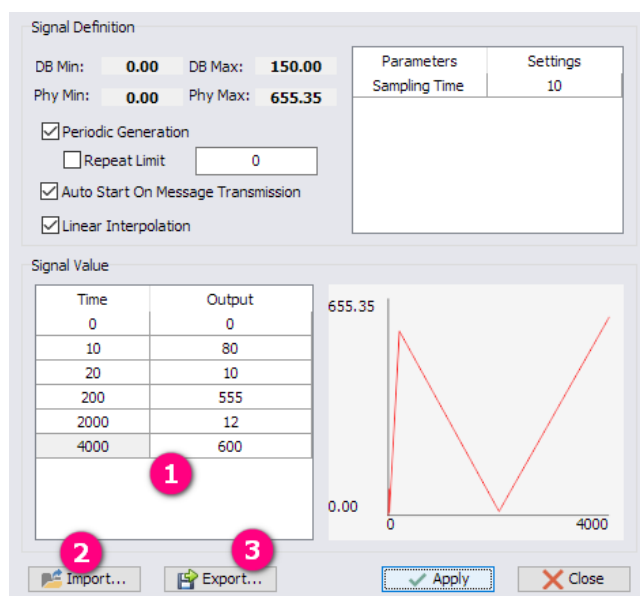 Signal Definition
DB Min: 0.00 DB Max: 150.00
Phy Min: 0.00 Phy Max: 655.35
Periodic Generation
Repeat Limit 0
Auto Start On Message Transmission
Linear Interpolation
Parameters Settings
Sampling Time 10
Signal Value
Time Output
0 0
10 80
20 10
200 555
2000 12
4000 600
1
655.35
0.00
0 4000
2
3
Import... Export... Apply Close